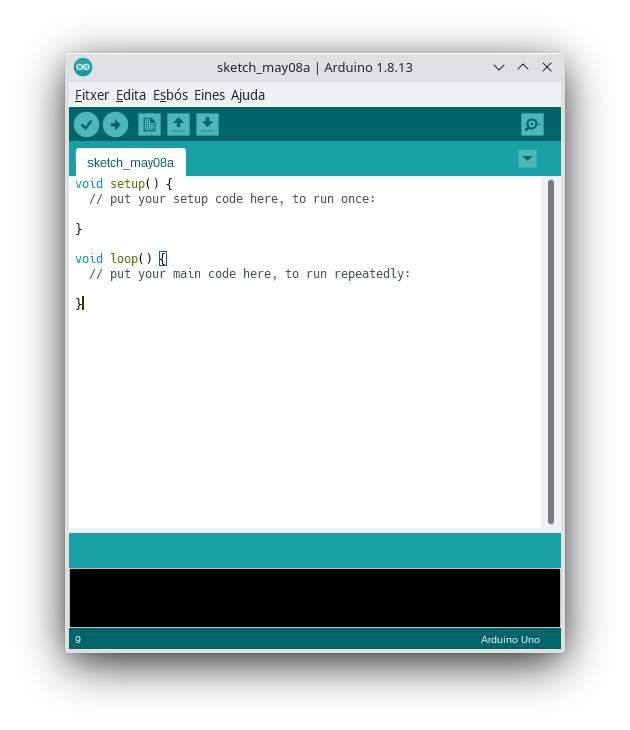 sketch_may08a | Arduino 1.8.13
Fitxer Edita Esbós Eines Ajuda
sketch_may08a
void setup() {
  // put your setup code here, to run once:
}
void loop() {
  // put your main code here, to run repeatedly:
}
9 Arduino Uno